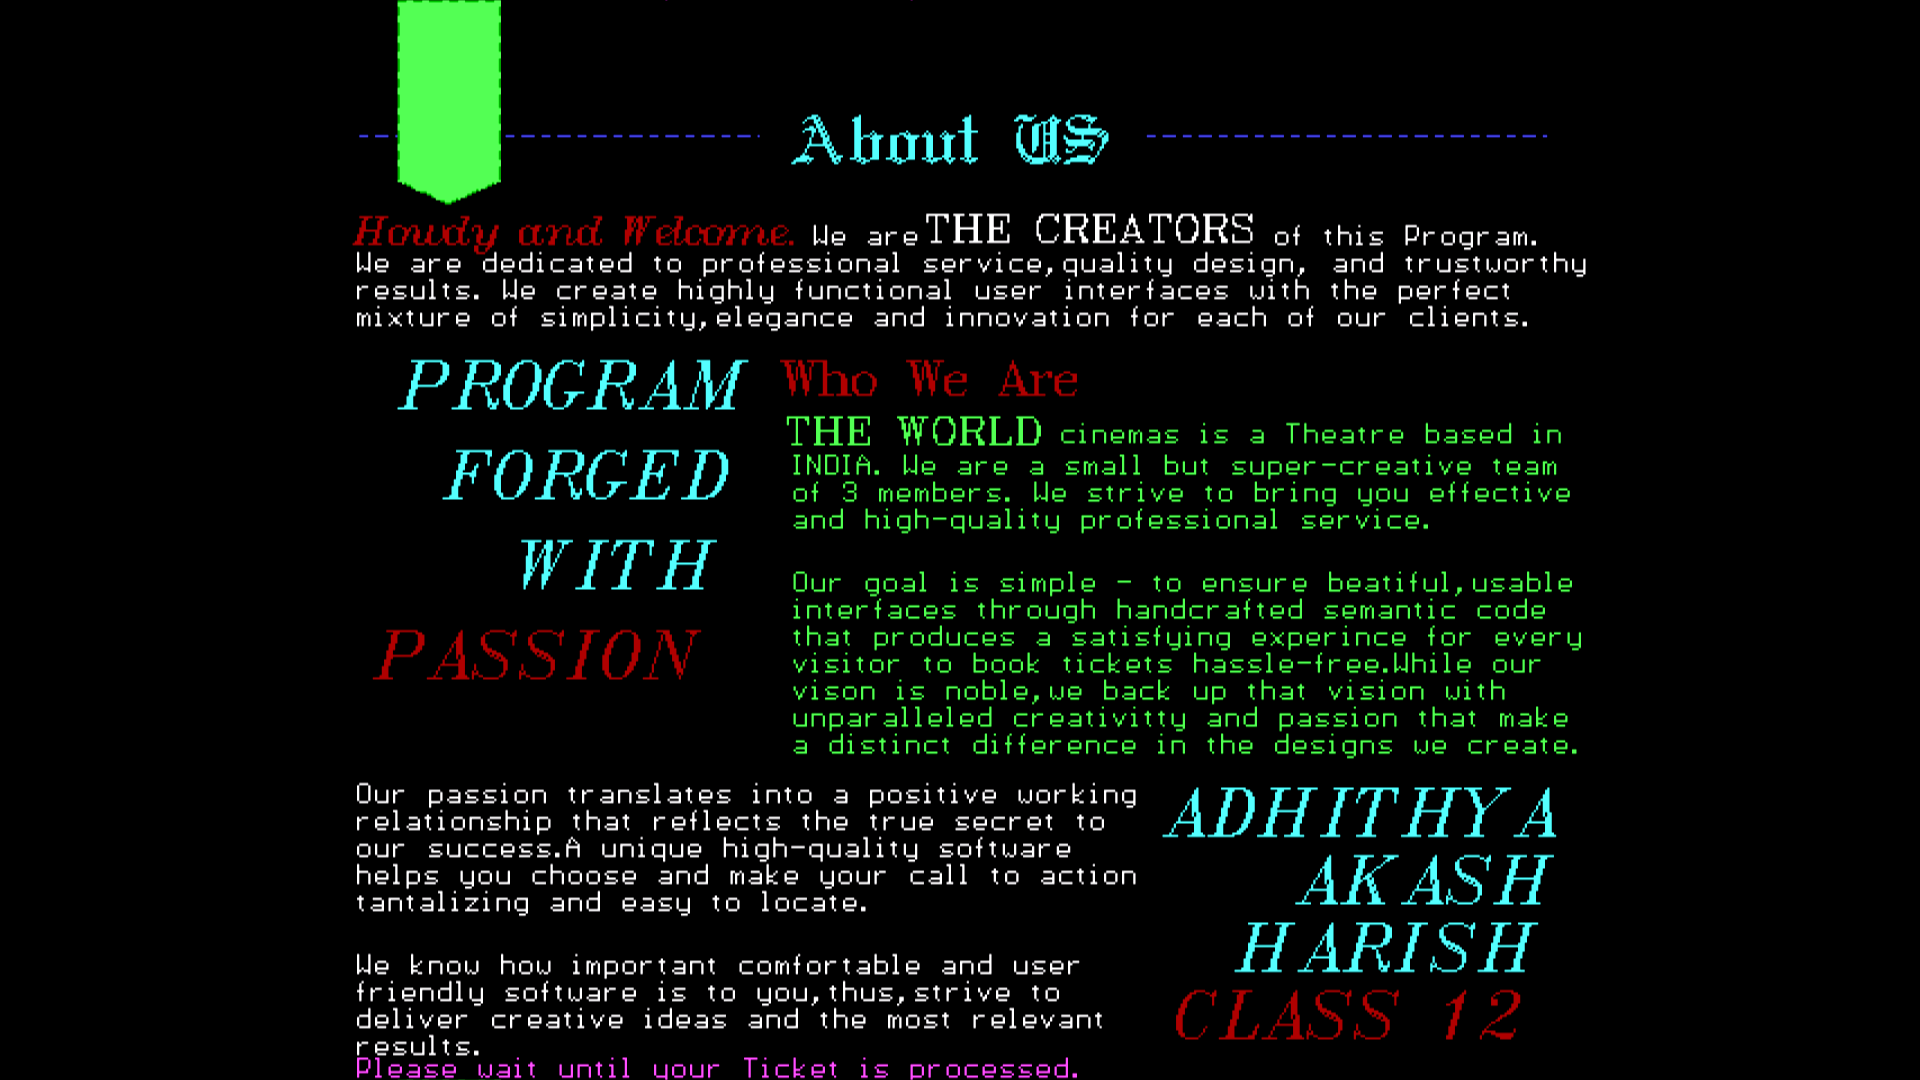 About US
Howdy and Welcome. We are THE CREATORS of this Program.
We are dedicated to professional service,quality design, and trustworthy
results. We create highly functional user interfaces with the perfect
mixture of simplicity,elegance and innovation for each of our clients.
PROGRAM
FORGED
WITH
PASSION
Who We Are
THE WORLD cinemas is a Theatre based in
INDIA. We are a small but super-creative team
of 3 members. We strive to bring you effective
and high-quality professional service.
Our goal is simple - to ensure beatiful,usable
interfaces through handcrafted semantic code
that produces a satisfying experince for every
visitor to book tickets hassle-free.While our
vison is noble,we back up that vision with
unparalleled creativitty and passion that make
a distinct difference in the designs we create.
Our passion translates into a positive working
relationship that reflects the true secret to
our success.A unique high-quality software
helps you choose and make your call to action
tantalizing and easy to locate.
We know how important comfortable and user
friendly software is to you,thus,strive to
deliver creative ideas and the most relevant
results.
ADHITHYA
AKASH
HARISH
CLASS 12
Please wait until your Ticket is processed.